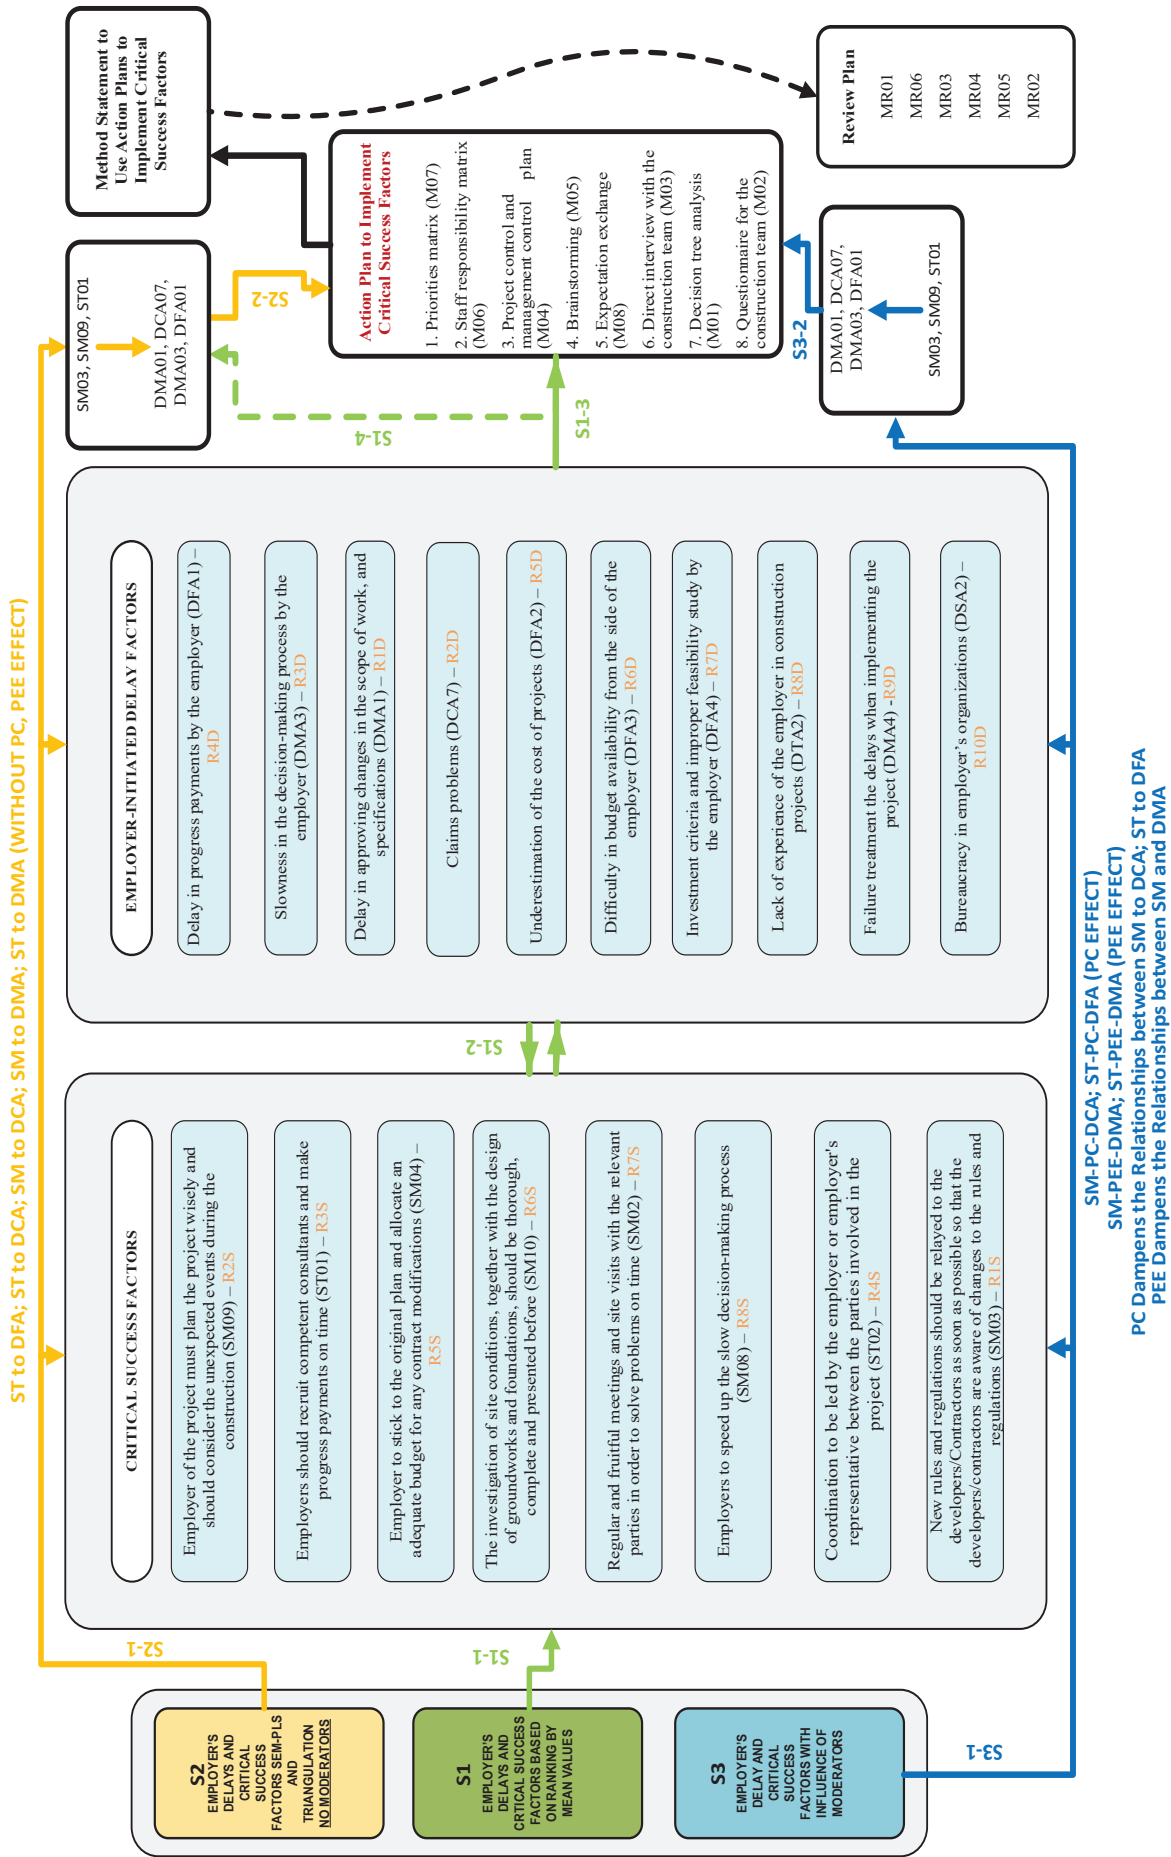 ST to DFA; ST to DCA; SM to DCA; SM to DMA; ST to DMA (WITHOUT PC, PEE EFFECT)
S2
EMPLOYER'S
DELAYS AND
CRITICAL
SUCCESS
FACTORS SEM-PLS
AND
TRIANGULATION
NO MODERATORS
S1
EMPLOYER'S
DELAYS AND
CRTICAL SUCCESS
FACTORS BASED
ON RANKING BY
MEAN VALUES
S3
EMPLOYER'S
DELAY AND
CRITICAL
SUCCESS
FACTORS WITH
INFLUENCE OF
MODERATORS
S2-1
S1-1
S3-1
CRITICAL SUCCESS FACTORS
Employer of the project must plan the project wisely and
should consider the unexpected events during the
construction (SM09) – R2S
Employers should recruit competent consultants and make
progress payments on time (ST01) – R3S
Employer to stick to the original plan and allocate an
adequate budget for any contract modifications (SM04) –
R5S
The investigation of site conditions, together with the design
of groundworks and foundations, should be thorough,
complete and presented before (SM10) – R6S
Regular and fruitful meetings and site visits with the relevant
parties in order to solve problems on time (SM02) – R7S
Employers to speed up the slow decision-making process
(SM08) – R8S
Coordination to be led by the employer or employer's
representative between the parties involved in the
project (ST02) – R4S
New rules and regulations should be relayed to the
developers/Contractors as soon as possible so that the
developers/contractors are aware of changes to the rules and
regulations (SM03) – R1S
S1-2
EMPLOYER-INITIATED DELAY FACTORS
Delay in progress payments by the employer (DFA1) –
R4D
Slowness in the decision-making process by the
employer (DMA3) – R3D
Delay in approving changes in the scope of work, and
specifications (DMA1) – R1D
Claims problems (DCA7) – R2D
Underestimation of the cost of projects (DFA2) – R5D
Difficulty in budget availability from the side of the
employer (DFA3) – R6D
Investment criteria and improper feasibility study by
the employer (DFA4) – R7D
Lack of experience of the employer in construction
projects (DTA2) – R8D
Failure treatment the delays when implementing the
project (DMA4) -R9D
Bureaucracy in employer's organizations (DSA2) –
R10D
S1-4
S1-3
SM03, SM09, ST01
DMA01, DCA07,
DMA03, DFA01
S2-2
Action Plan to Implement
Critical Success Factors
1. Priorities matrix (M07)
2. Staff responsibility matrix
(M06)
3. Project control and
management control plan
(M04)
4. Brainstorming (M05)
5. Expectation exchange
(M08)
6. Direct interview with the
construction team (M03)
7. Decision tree analysis
(M01)
8. Questionnaire for the
construction team (M02)
S3-2
DMA01, DCA07,
DMA03, DFA01
SM03, SM09, ST01
Method Statement to
Use Action Plans to
Implement Critical
Success Factors
Review Plan
MR01
MR06
MR03
MR04
MR05
MR02
SM-PC-DCA; ST-PC-DFA (PC EFFECT)
SM-PEE-DMA; ST-PEE-DMA (PEE EFFECT)
PC Dampens the Relationships between SM to DCA; ST to DFA
PEE Dampens the Relationships between SM and DMA